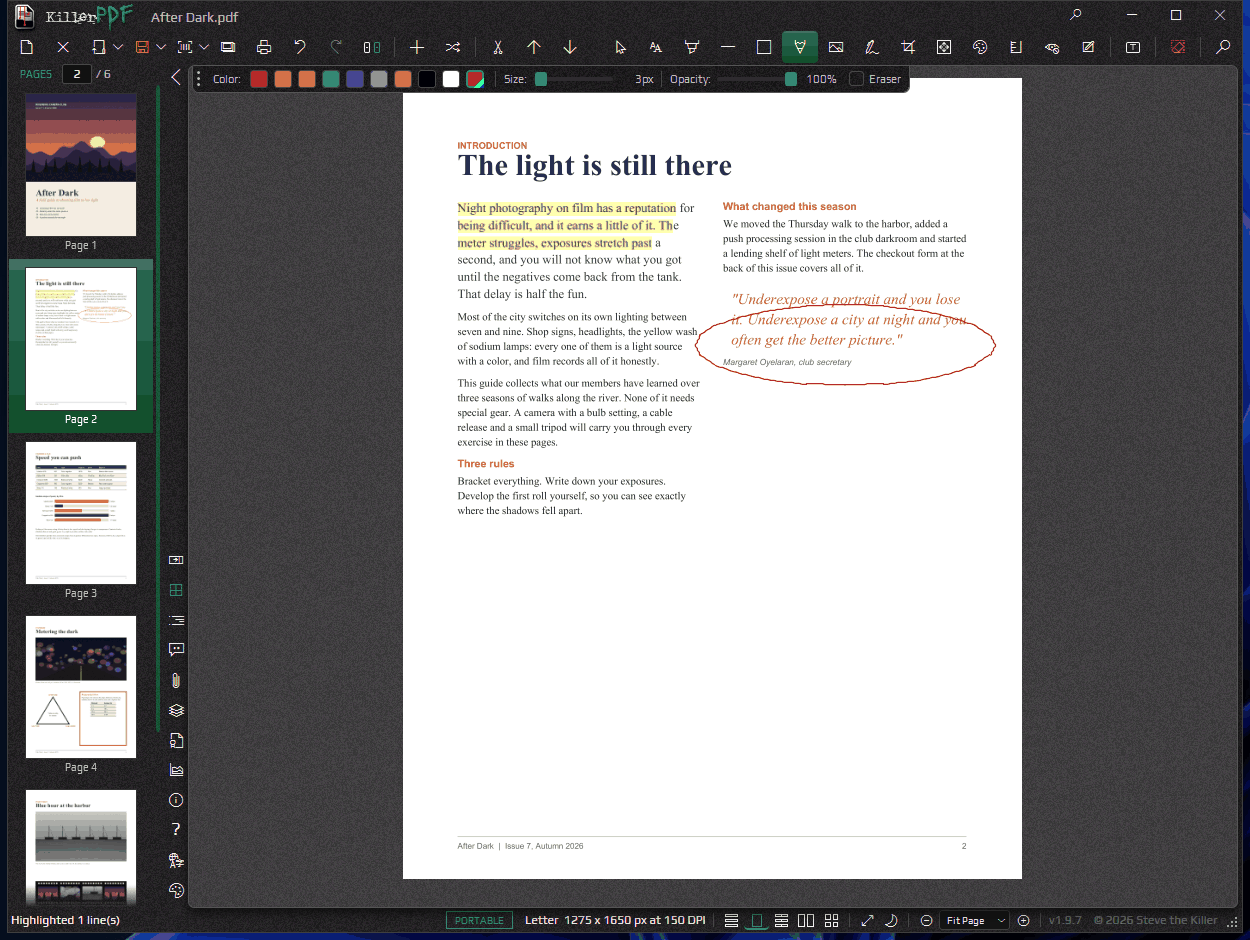 KillerPDF After Dark.pdf
PAGES 2 / 6
Color: Size: 3px Opacity: 100% Eraser
After Dark
Page 1
The light is still there
Page 2
Speed you can push
Page 3
Metering the dark
Page 4
Blue hour at the harbor
INTRODUCTION
The light is still there
Night photography on film has a reputation for
being difficult, and it earns a little of it. The
meter struggles, exposures stretch past a
second, and you will not know what you got
until the negatives come back from the tank.
That delay is half the fun.
Most of the city switches on its own lighting between
seven and nine. Shop signs, headlights, the yellow wash
of sodium lamps: every one of them is a light source
with a color, and film records all of it honestly.
This guide collects what our members have learned over
three seasons of walks along the river. None of it needs
special gear. A camera with a bulb setting, a cable
release and a small tripod will carry you through every
exercise in these pages.
Three rules
Bracket everything. Write down your exposures.
Develop the first roll yourself, so you can see exactly
where the shadows fell apart.
What changed this season
We moved the Thursday walk to the harbor, added a
push processing session in the club darkroom and started
a lending shelf of light meters. The checkout form at the
back of this issue covers all of it.
"Underexpose a portrait and you lose
it. Underexpose a city at night and you
often get the better picture."
Margaret Oyelaran, club secretary
After Dark | Issue 7, Autumn 2026 2
Highlighted 1 line(s) PORTABLE Letter 1275 x 1650 px at 150 DPI Fit Page v1.9.7 © 2026 Steve the Killer